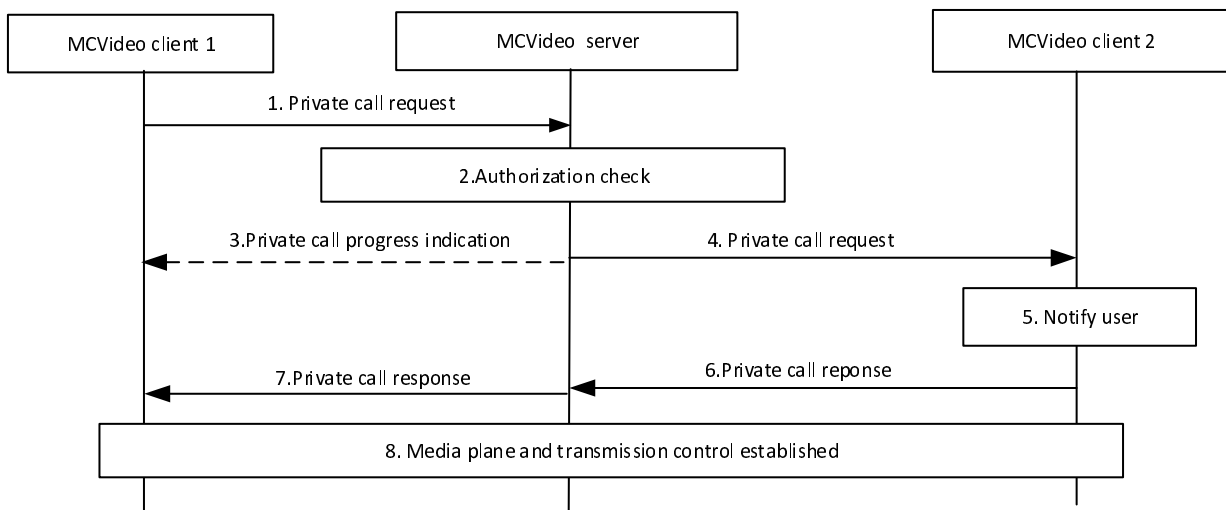 MCVideo client 1
MCVideo server
MCVideo client 2
1. Private call request
2.Authorization check
3.Private call progress indication
4. Private call request
5. Notify user
6.Private call reponse
7.Private call response
8. Media plane and transmission control established